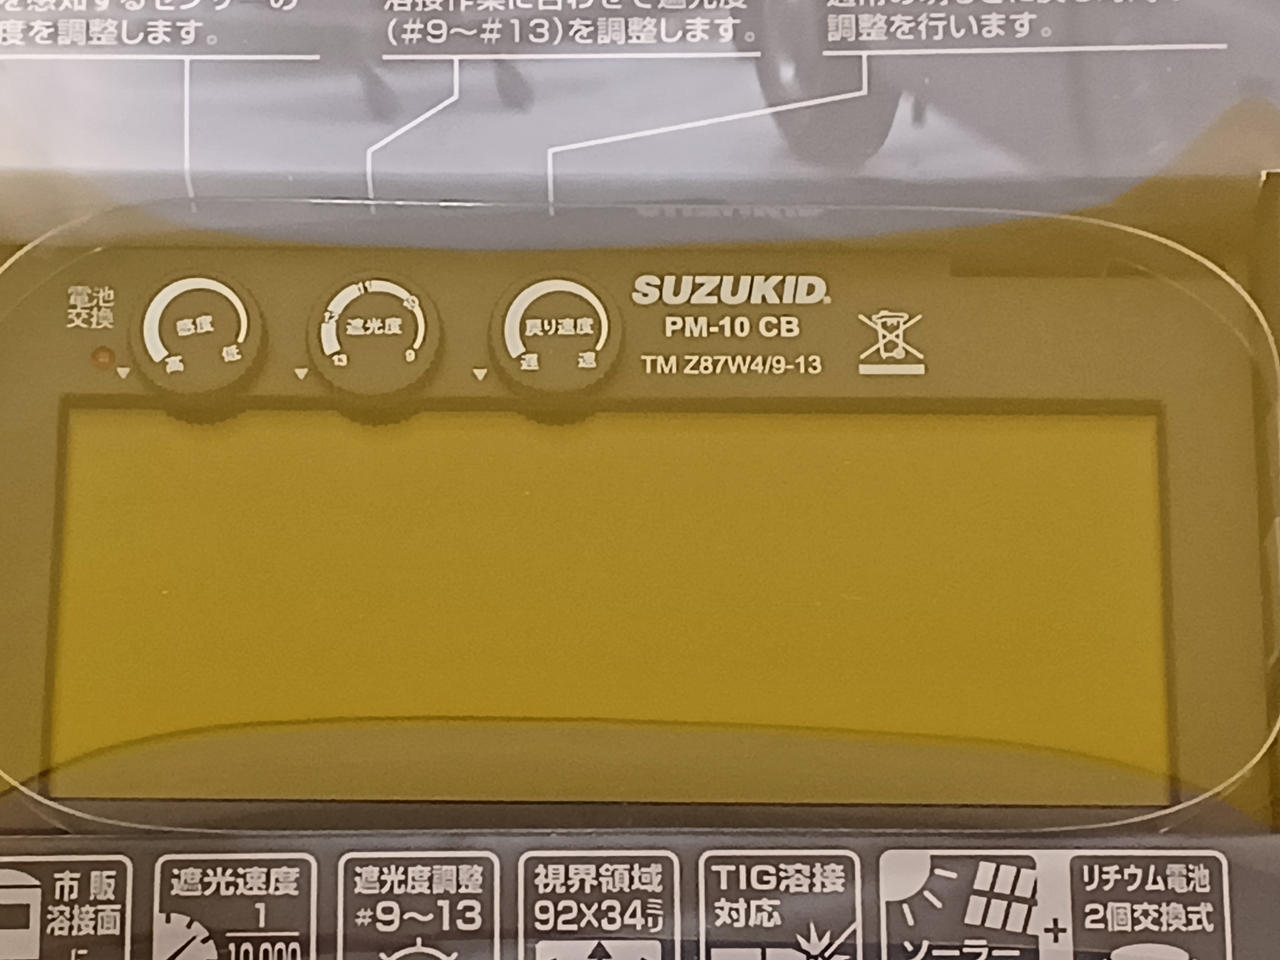 を感知するセンサーの
度を調整します。
溶接作業に合わせて遮光度
(#9〜#13)を調整します。
調整を行います。
電池
交換
感度
高 低
遮光度
13 12 11 10 9
戻り速度
遅 速
SUZUKID.
PM-10 CB
TM Z87W4/9-13
市販
溶接面
に
遮光速度
1
10,000
遮光度調整
#9〜13
視界領域
92×34ミリ
TIG溶接
対応
ソーラー
+
リチウム電池
2個交換式